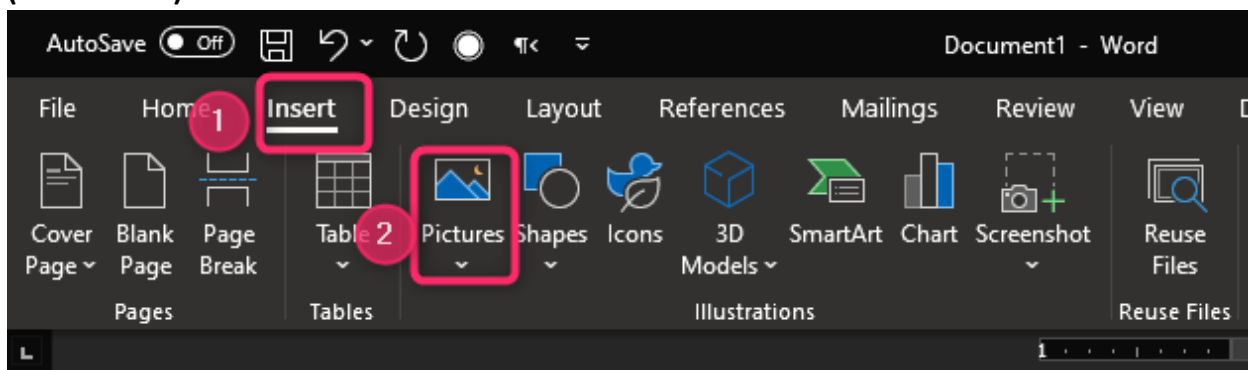 AutoSave Off Document1 - Word
File Home Insert Design Layout References Mailings Review View
1
Cover Page
Blank Page
Page Break
Table
2
Pictures
Shapes
Icons
3D Models
SmartArt
Chart
Screenshot
Reuse Files
Pages Tables Illustrations Reuse Files
L 1